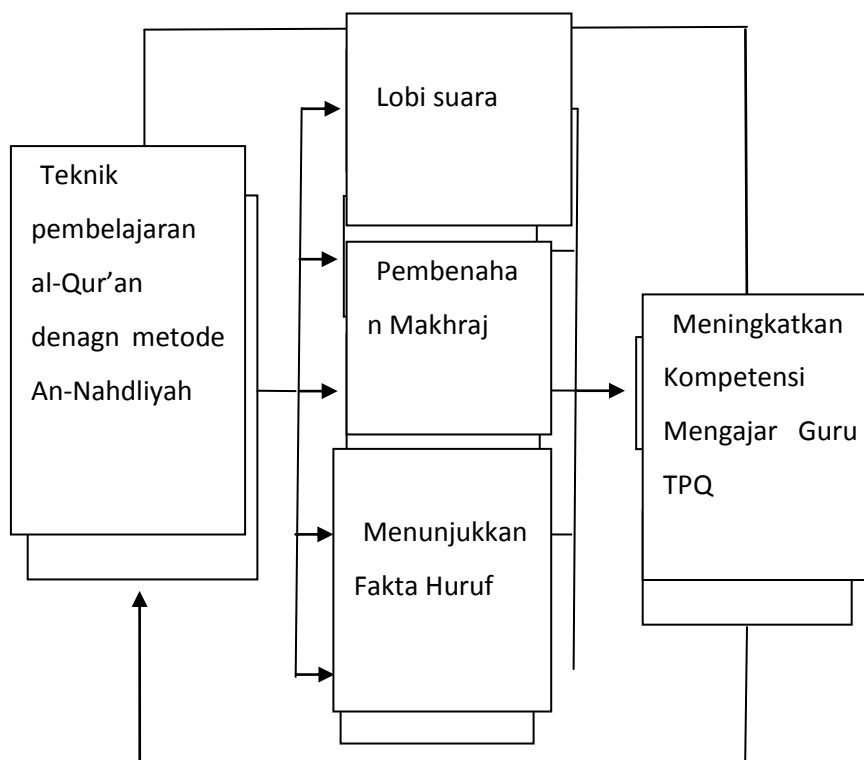 Lobi suara
Teknik
pembelajaran
al-Qur’an
denagn metode
An-Nahdliyah
Pembenaha
n Makhraj
Menunjukkan
Fakta Huruf
Meningkatkan
Kompetensi
Mengajar Guru
TPQ